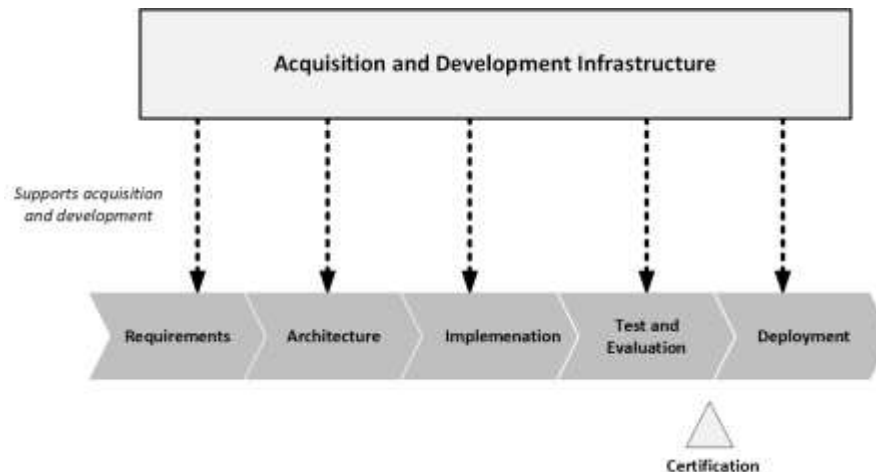 Acquisition and Development Infrastructure
Supports acquisition
and development
Requirements
Architecture
Implemenation
Test and
Evaluation
Deployment
Certification